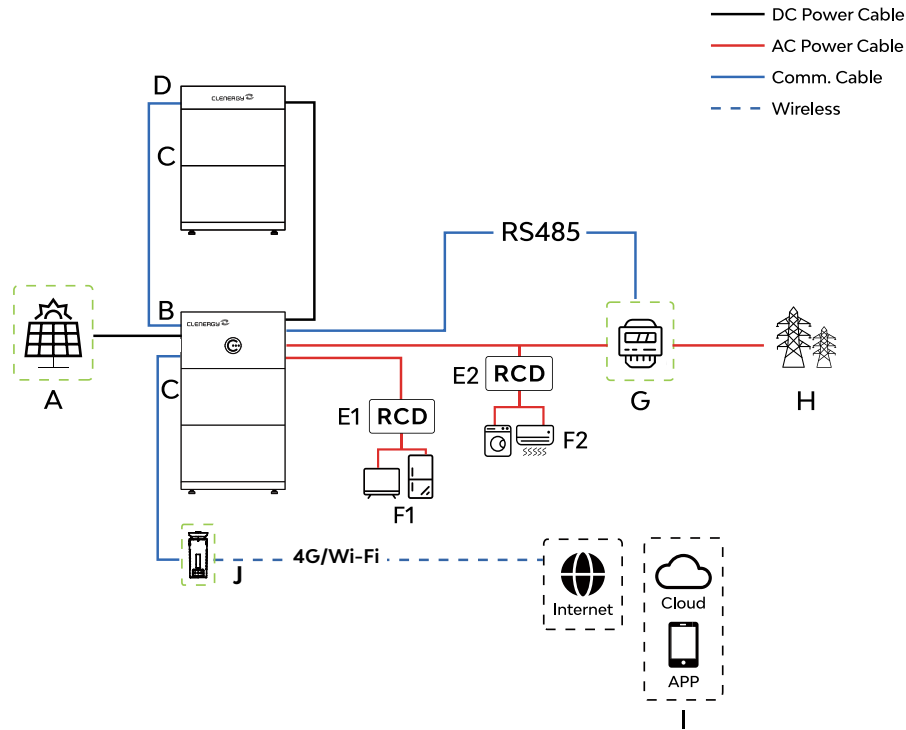 DC Power Cable
AC Power Cable
Comm. Cable
Wireless
D
CLENERGY
C
RS485
B
CLENERGY
A
C
E2 RCD
G
H
E1 RCD
F2
F1
J
4G/Wi-Fi
Internet
Cloud
APP
I